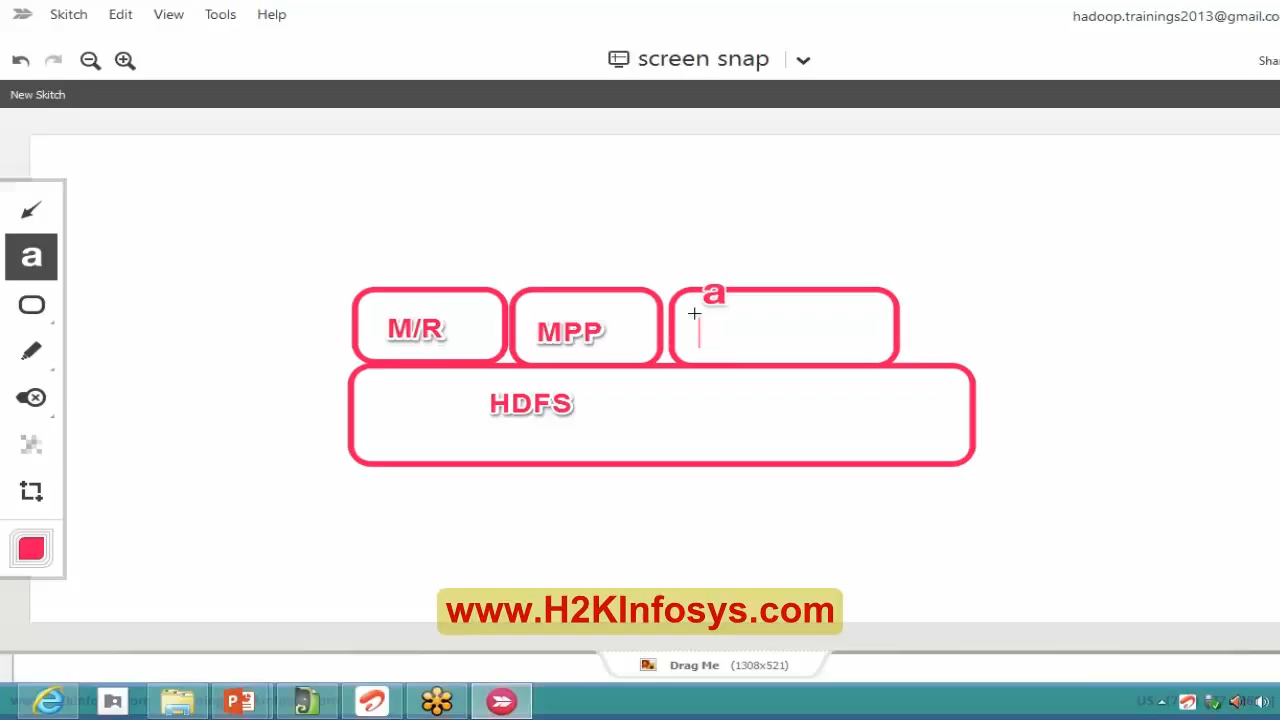 Skitch Edit View Tools Help
hadoop.trainings2013@gmail.co
screen snap
Sha
New Skitch
a
a
M/R
MPP
HDFS
www.H2KInfosys.com
Drag Me (1308x521)